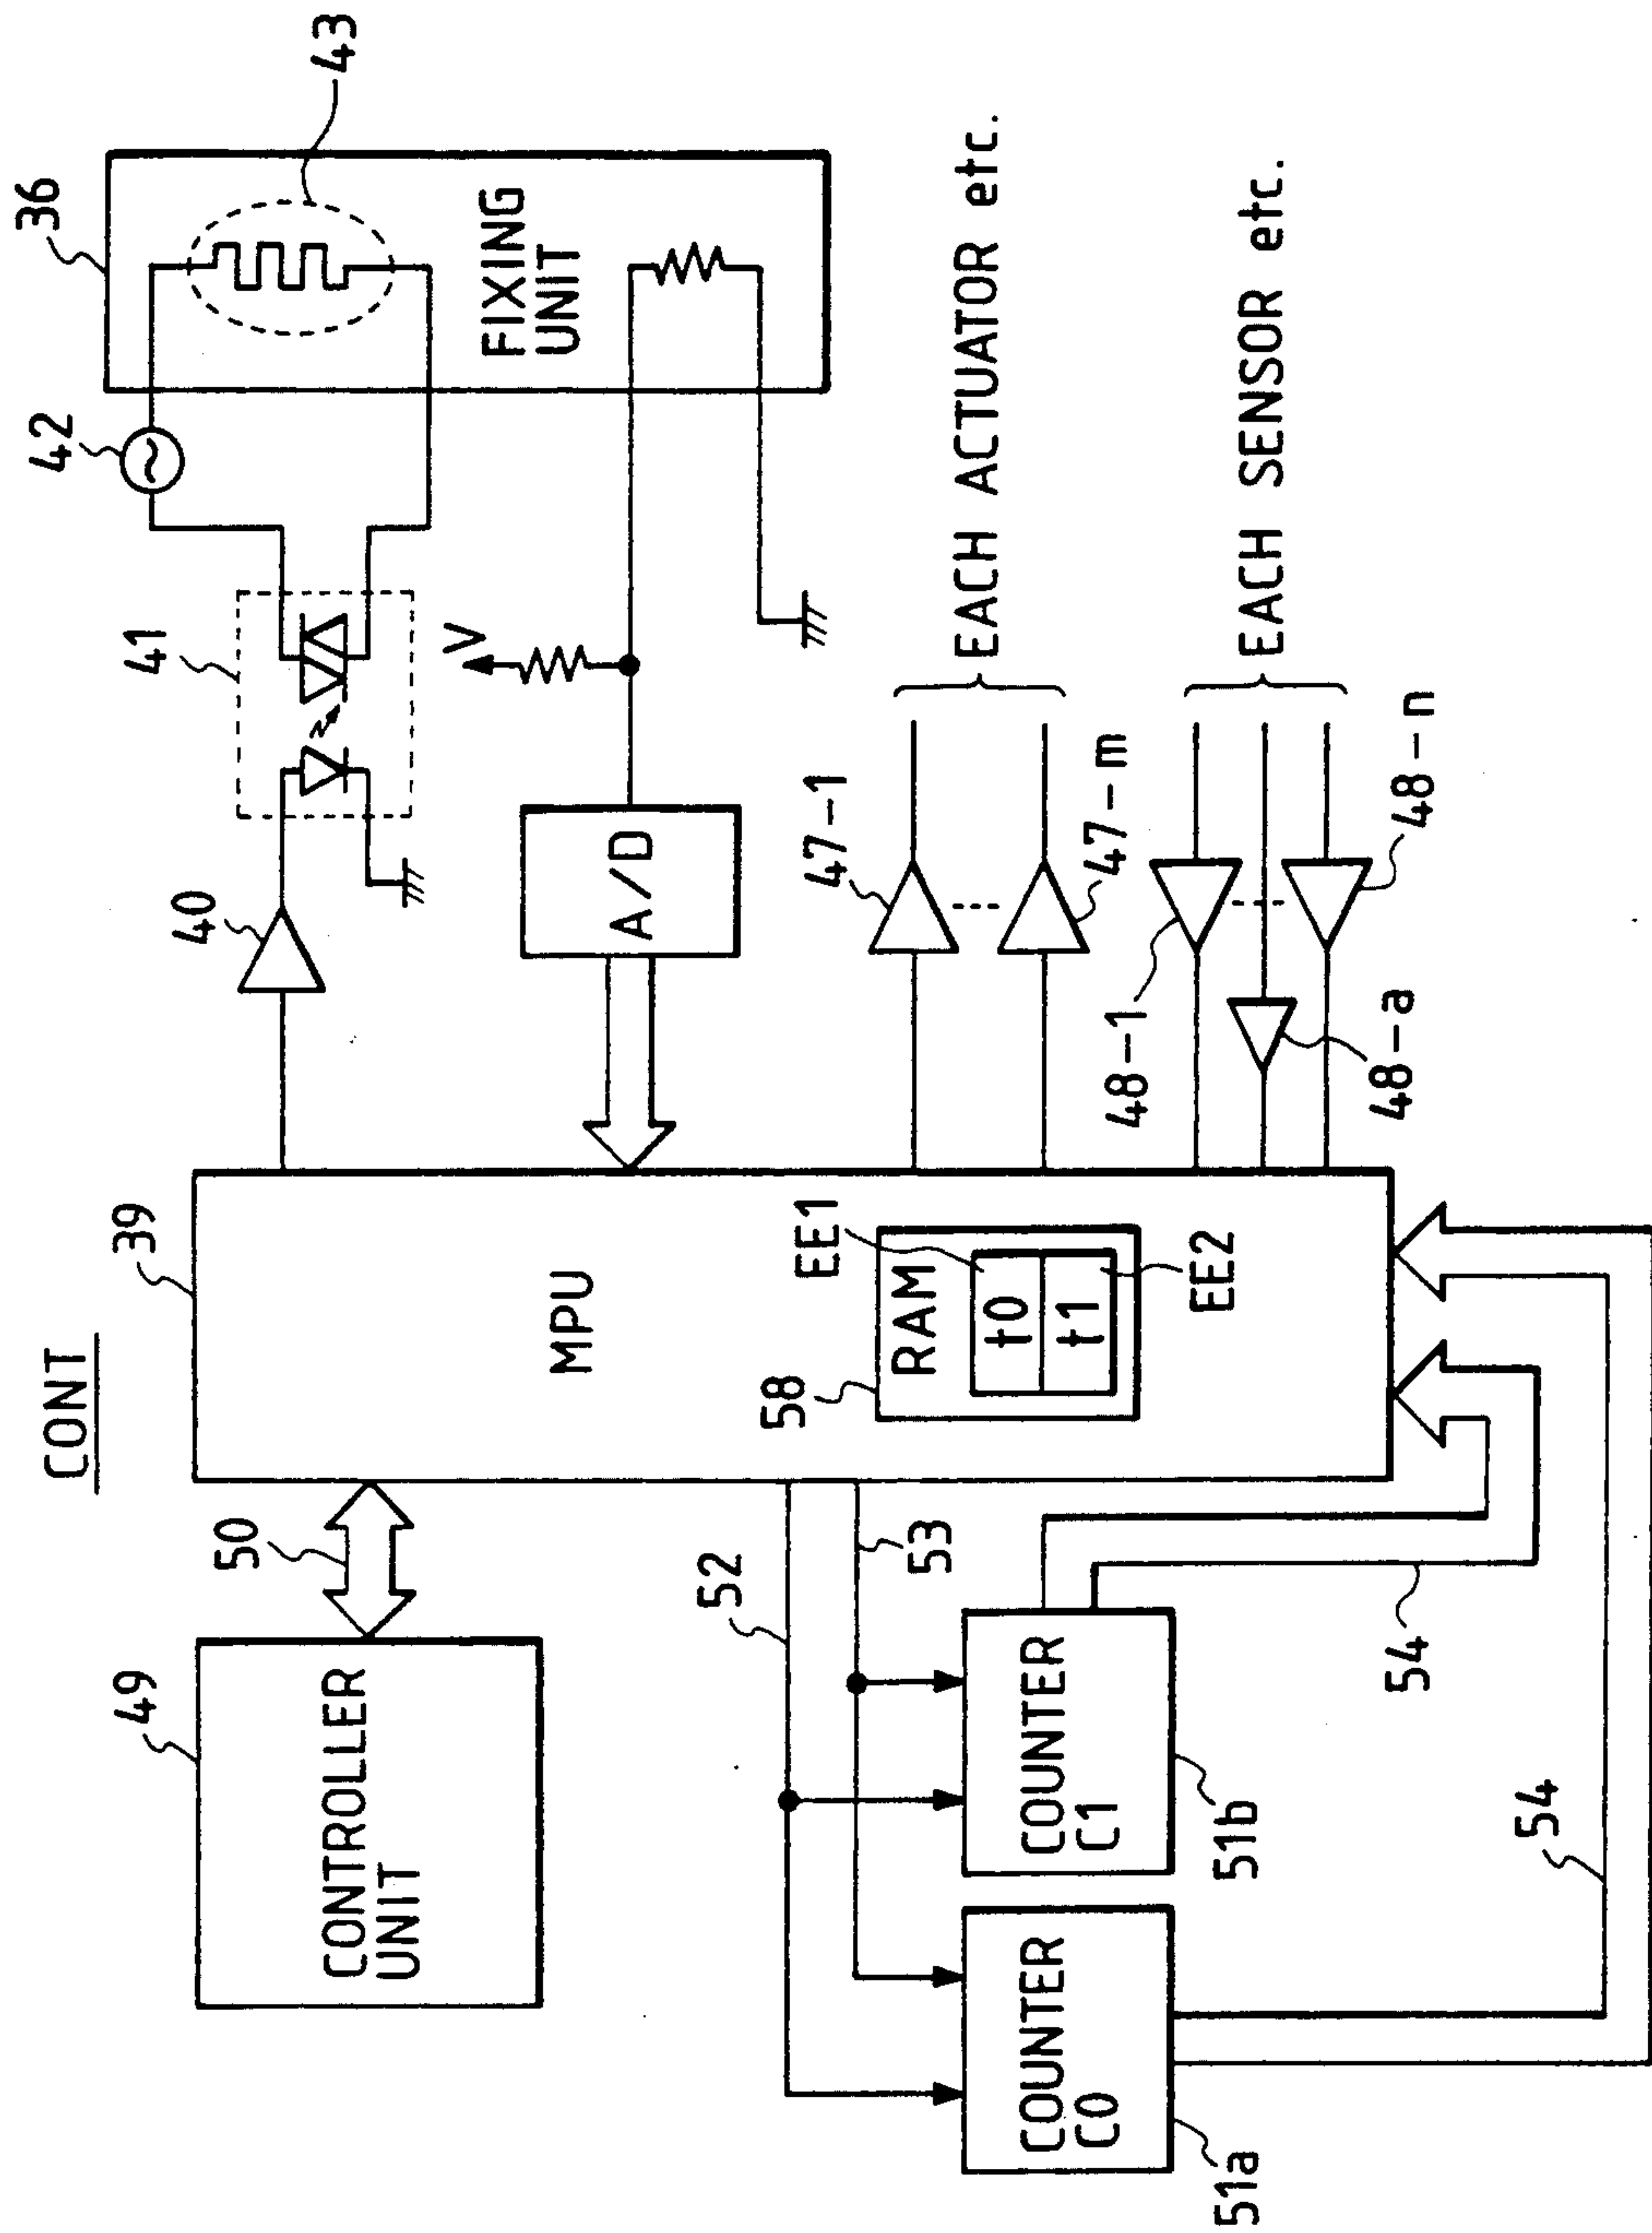 CONT
49
CONTROLLER
UNIT
50
39
MPU
40
41
42
36
43
FIXING
UNIT
V
A/D
52
53
58
RAM
t0
t1
EE1
EE2
47-1
47-m
EACH ACTUATOR etc.
48-1
48-a
48-n
EACH SENSOR etc.
COUNTER
C0
51a
COUNTER
C1
51b
54
54